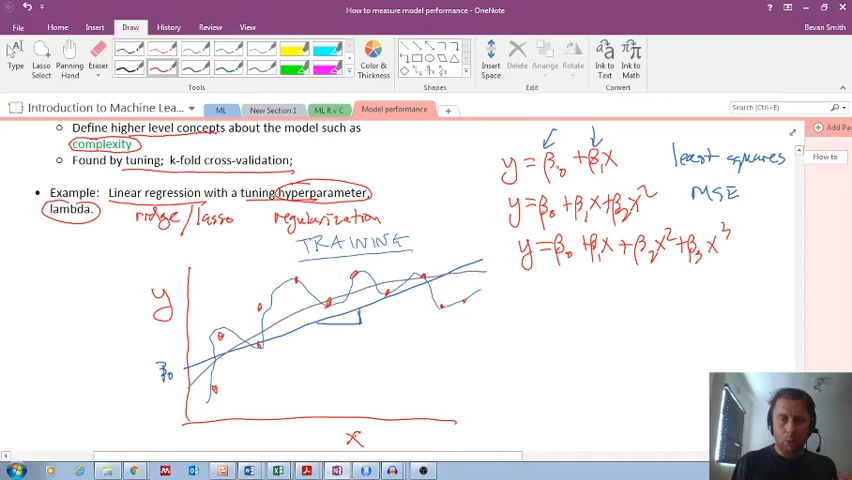 How to measure model performance - OneNote
Bevan Smith
File Home Insert Draw History Review View
Type Lasso Select Panning Hand Eraser
Color & Thickness
Insert Space Delete Arrange Rotate Ink to Text Ink to Math
Tools Shapes Edit Convert
Introduction to Machine Lea... ML New Section 1 ML R v C Model performance +
Search (Ctrl+E)
Add Pa
How to
Define higher level concepts about the model such as
complexity
Found by tuning; k-fold cross-validation;
Example: Linear regression with a tuning hyperparameter,
lambda.
ridge/lasso regularization
TRAINING
y
β₀
x
y = β₀ + β₁x
y = β₀ + β₁x + β₂x²
y = β₀ + β₁x + β₂x² + β₃x³
least squares
MSE